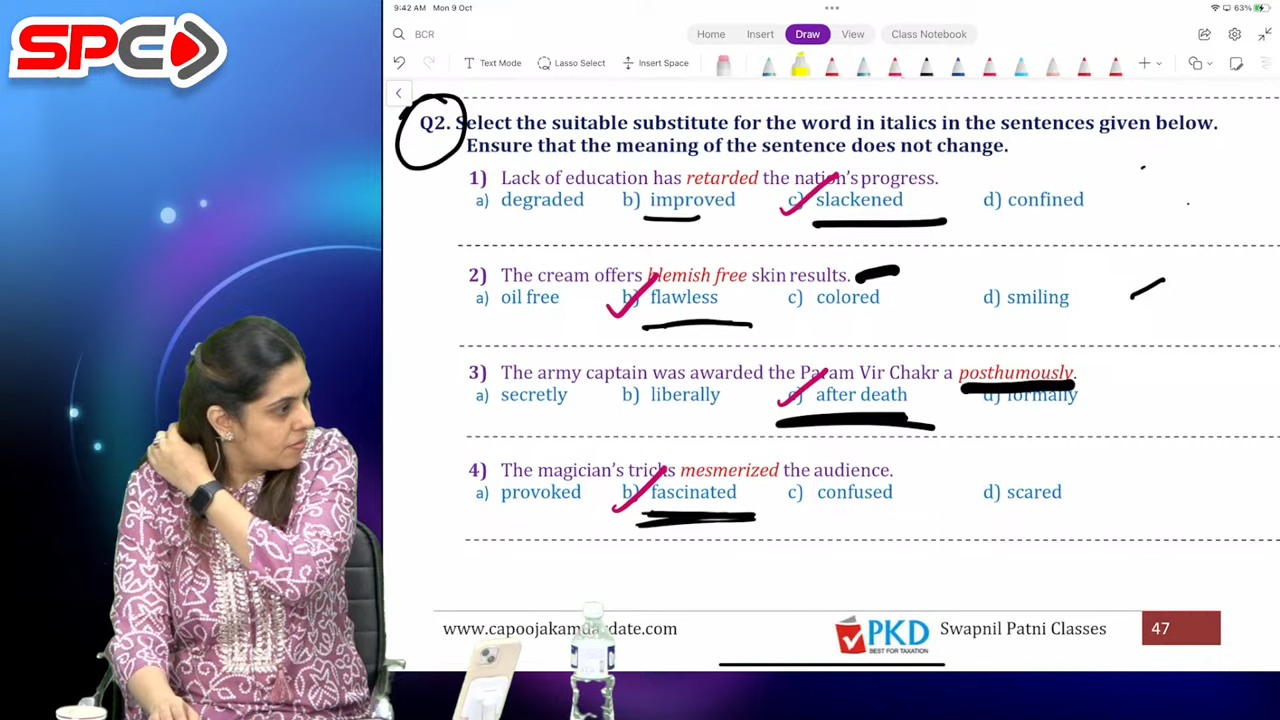 SPC
9:42 AM Mon 9 Oct
63%
BCR
Home Insert Draw View Class Notebook
Text Mode Lasso Select Insert Space
Q2. Select the suitable substitute for the word in italics in the sentences given below.
Ensure that the meaning of the sentence does not change.
1) Lack of education has retarded the nation's progress.
a) degraded b) improved c) slackened d) confined
2) The cream offers blemish free skin results.
a) oil free b) flawless c) colored d) smiling
3) The army captain was awarded the Param Vir Chakr a posthumously.
a) secretly b) liberally c) after death d) formally
4) The magician's tricks mesmerized the audience.
a) provoked b) fascinated c) confused d) scared
www.capoojakamdardate.com PKD Swapnil Patni Classes 47
BEST FOR TAXATION